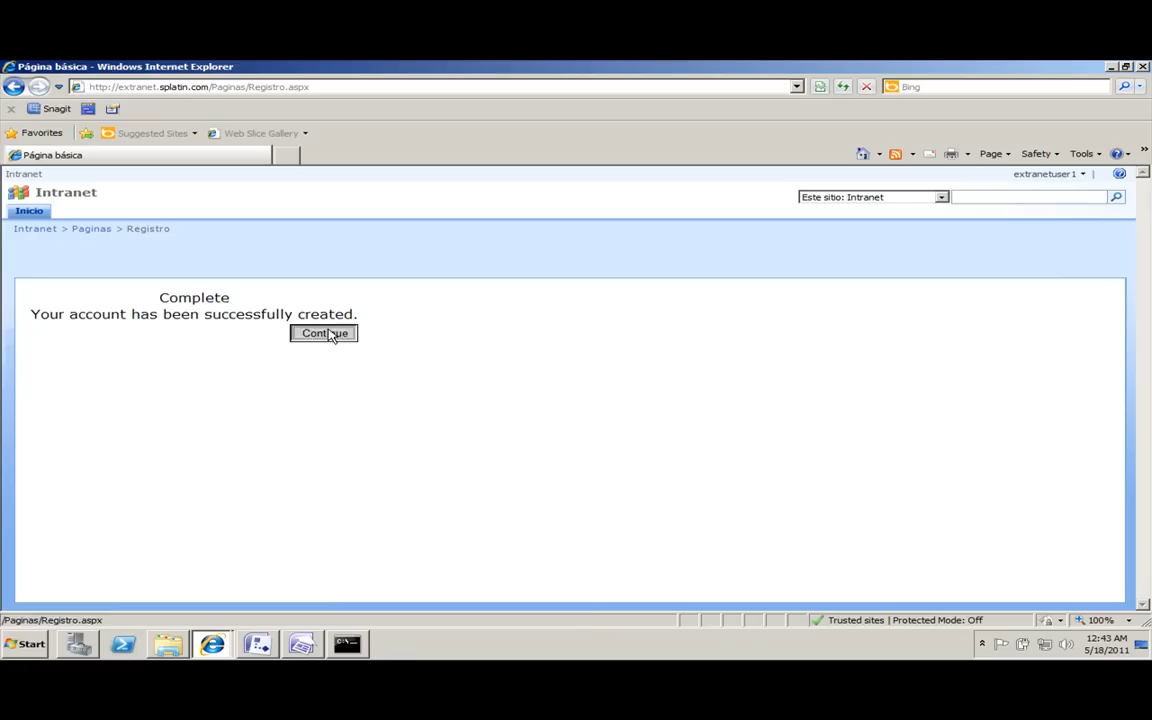 Página básica - Windows Internet Explorer
http://extranet.splatin.com/Paginas/Registro.aspx
Bing
Snagit
Favorites
Suggested Sites
Web Slice Gallery
Página básica
Page
Safety
Tools
Intranet
extranetuser1
Intranet
Este sitio: Intranet
Inicio
Intranet > Paginas > Registro
Complete
Your account has been successfully created.
Continue
/Paginas/Registro.aspx
Trusted sites | Protected Mode: Off
100%
Start
12:43 AM
5/18/2011